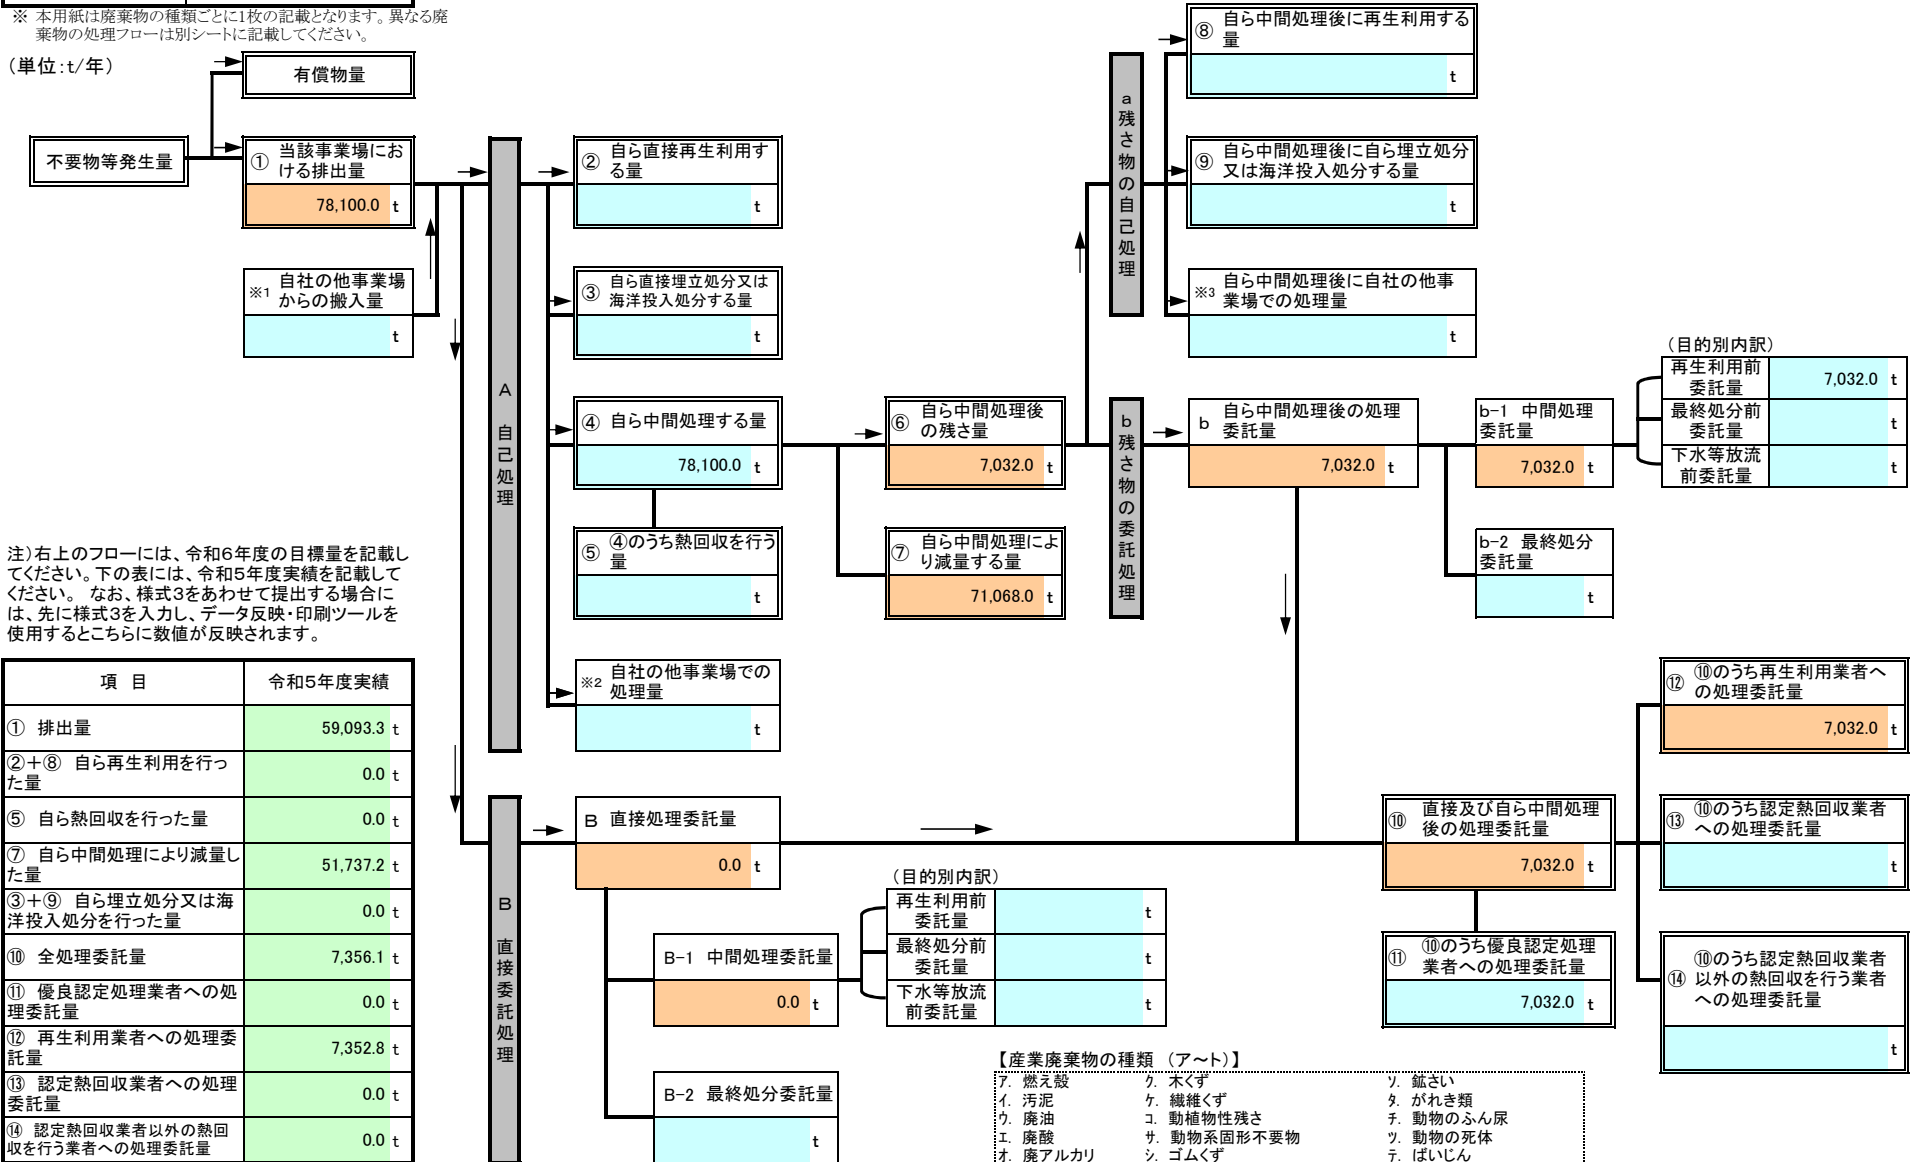 ※ 本用紙は廃棄物の種類ごとに1枚の記載となります。異なる廃
棄物の処理フローは別シートに記載してください。
（単位：t/年）
有償物量
不要物等発生量
① 当該事業場にお
ける排出量
78,100.0 t
※1 自社の他事業場
からの搬入量
t
A 自己処理
② 自ら直接再生利用す
る量
t
③ 自ら直接埋立処分又は
海洋投入処分する量
t
④ 自ら中間処理する量
78,100.0 t
⑤ ④のうち熱回収を行う
量
t
※2 自社の他事業場での
処理量
t
⑥ 自ら中間処理後
の残さ量
7,032.0 t
⑦ 自ら中間処理によ
り減量する量
71,068.0 t
a 残さ物の自己処理
⑧ 自ら中間処理後に再生利用する
量
t
⑨ 自ら中間処理後に自ら埋立処分
又は海洋投入処分する量
t
※3 自ら中間処理後に自社の他事
業場での処理量
t
b 残さ物の委託処理
b 自ら中間処理後の処理
委託量
7,032.0 t
b-1 中間処理
委託量
7,032.0 t
b-2 最終処分
委託量
t
（目的別内訳）
再生利用前
委託量
7,032.0 t
最終処分前
委託量
t
下水等放流
前委託量
t
注）右上のフローには、令和6年度の目標量を記載し
てください。下の表には、令和5年度実績を記載して
ください。 なお、様式3をあわせて提出する場合に
は、先に様式3を入力し、データ反映・印刷ツールを
使用するとこちらに数値が反映されます。
項 目 令和5年度実績
① 排出量 59,093.3 t
②＋⑧ 自ら再生利用を行っ
た量
0.0 t
⑤ 自ら熱回収を行った量 0.0 t
⑦ 自ら中間処理により減量し
た量
51,737.2 t
③＋⑨ 自ら埋立処分又は海
洋投入処分を行った量
0.0 t
⑩ 全処理委託量 7,356.1 t
⑪ 優良認定処理業者への処
理委託量
0.0 t
⑫ 再生利用業者への処理委
託量
7,352.8 t
⑬ 認定熱回収業者への処理
委託量
0.0 t
⑭ 認定熱回収業者以外の熱回
収を行う業者への処理委託量
0.0 t
B 直接委託処理
B 直接処理委託量
0.0 t
B-1 中間処理委託量
0.0 t
B-2 最終処分委託量
t
（目的別内訳）
再生利用前
委託量
t
最終処分前
委託量
t
下水等放流
前委託量
t
⑩ 直接及び自ら中間処理
後の処理委託量
7,032.0 t
⑪ ⑩のうち優良認定処理
業者への処理委託量
7,032.0 t
⑫ ⑩のうち再生利用業者へ
の処理委託量
7,032.0 t
⑬ ⑩のうち認定熱回収業者
への処理委託量
t
⑭ ⑩のうち認定熱回収業者
以外の熱回収を行う業者
への処理委託量
t
【産業廃棄物の種類 （ア～ト）】
ア. 燃え殻 ク. 木くず ソ. 鉱さい
イ. 汚泥 ケ. 繊維くず タ. がれき類
ウ. 廃油 コ. 動植物性残さ チ. 動物のふん尿
エ. 廃酸 サ. 動物系固形不要物 ツ. 動物の死体
オ. 廃アルカリ シ. ゴムくず テ. ばいじん